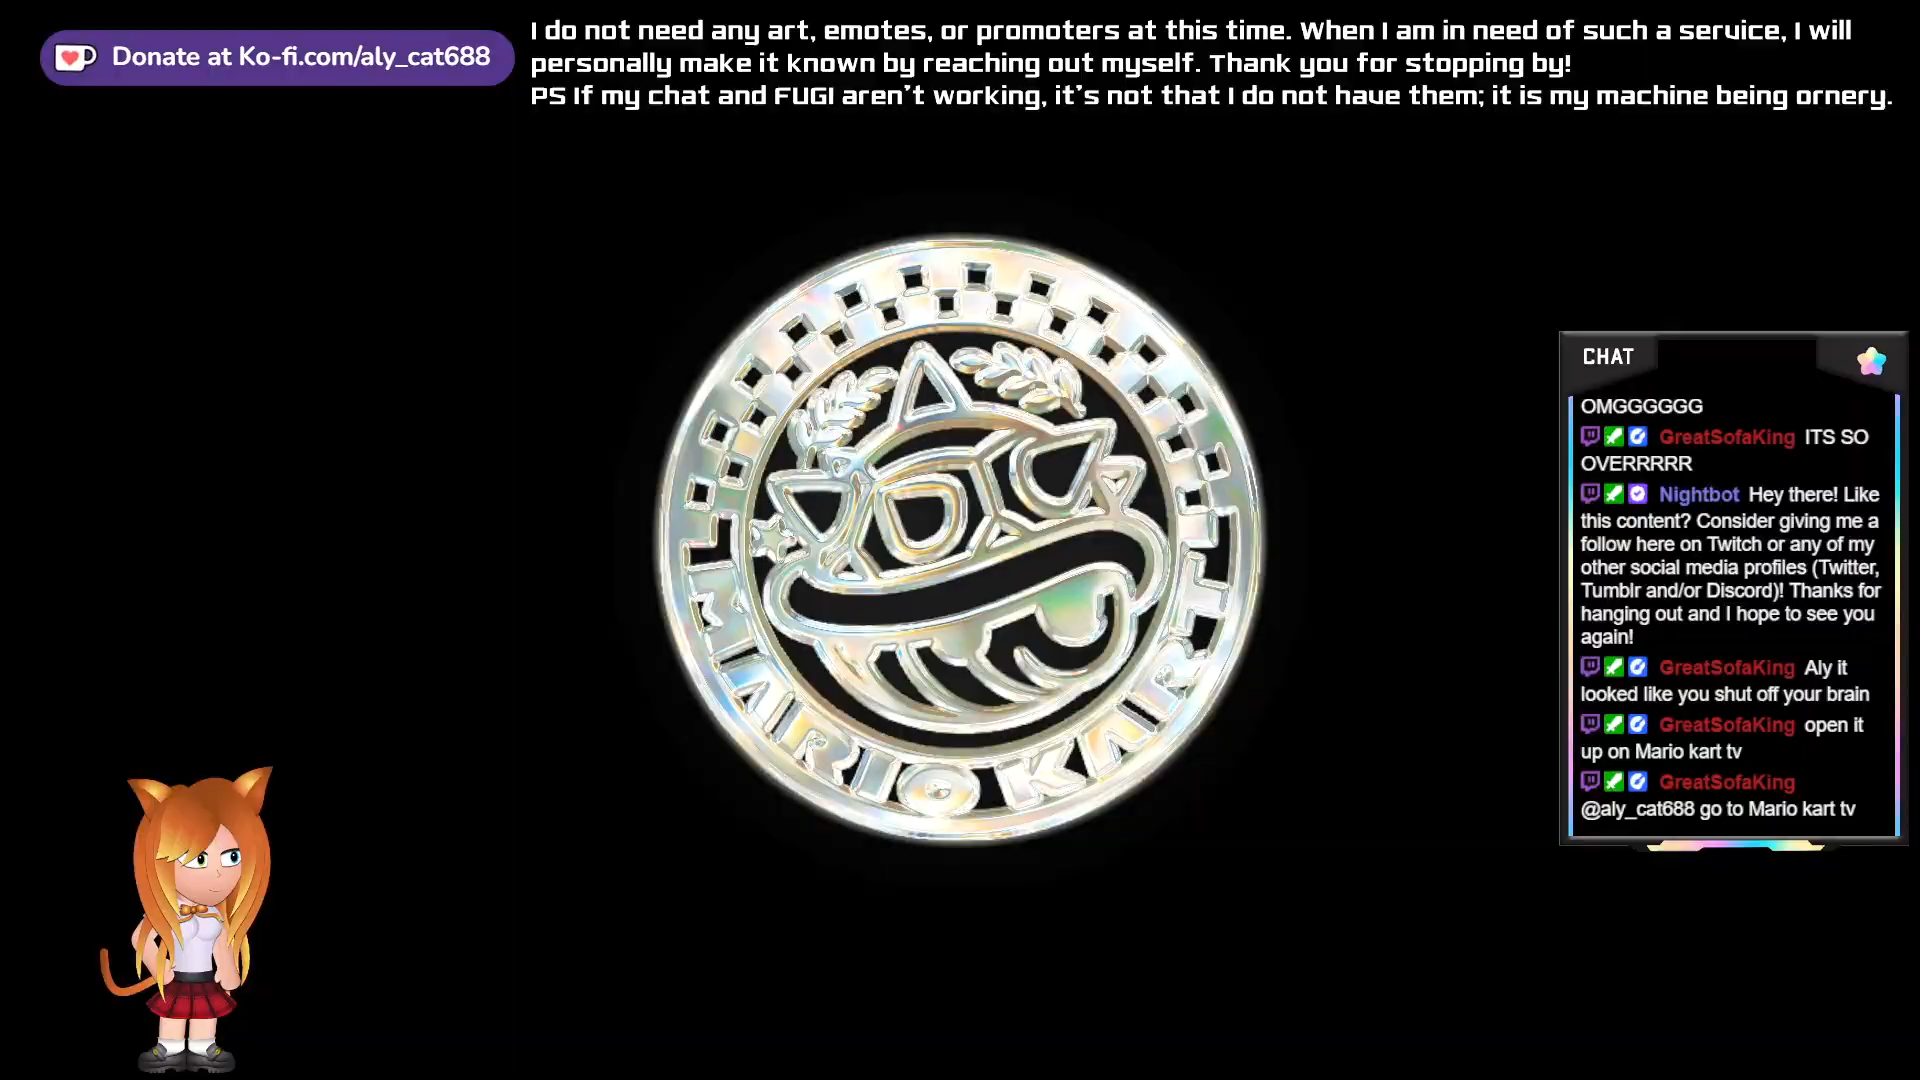 Donate at Ko-fi.com/aly_cat688
I do not need any art, emotes, or promoters at this time. When I am in need of such a service, I will
personally make it known by reaching out myself. Thank you for stopping by!
PS If my chat and FUGI aren't working, it's not that I do not have them; it is my machine being ornery.
MARIO KART
CHAT
OMGGGGGG
GreatSofaKing ITS SO
OVERRRRR
Nightbot Hey there! Like
this content? Consider giving me a
follow here on Twitch or any of my
other social media profiles (Twitter,
Tumblr and/or Discord)! Thanks for
hanging out and I hope to see you
again!
GreatSofaKing Aly it
looked like you shut off your brain
GreatSofaKing open it
up on Mario kart tv
GreatSofaKing
@aly_cat688 go to Mario kart tv